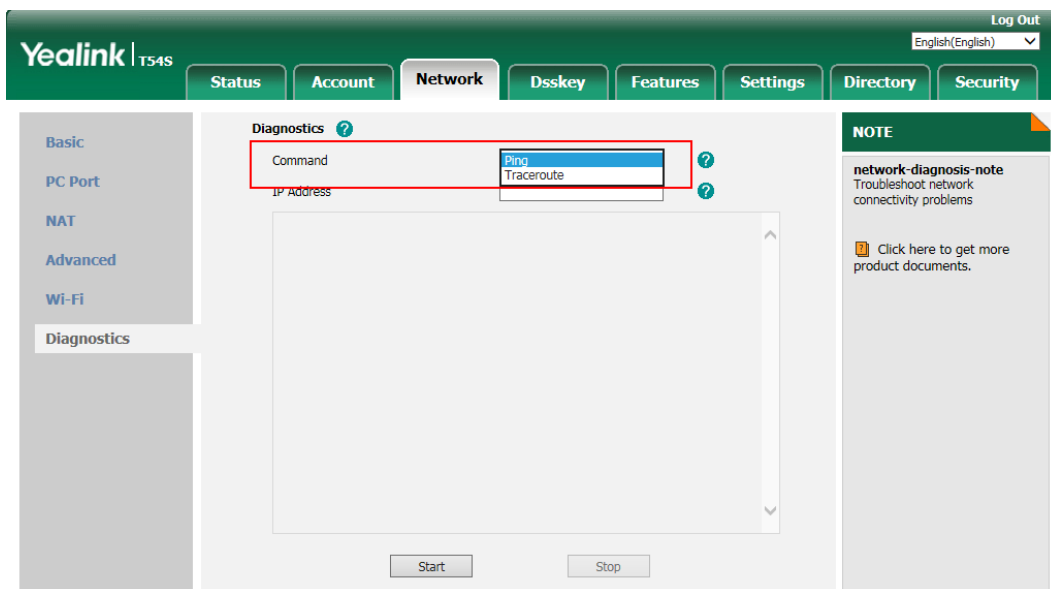 Log Out
English(English)
Yealink | T54S
Status Account Network Dsskey Features Settings Directory Security
Basic
PC Port
NAT
Advanced
Wi-Fi
Diagnostics
Diagnostics ?
Command Ping ?
Traceroute
IP Address ?
Start Stop
NOTE
network-diagnosis-note
Troubleshoot network
connectivity problems
? Click here to get more
product documents.